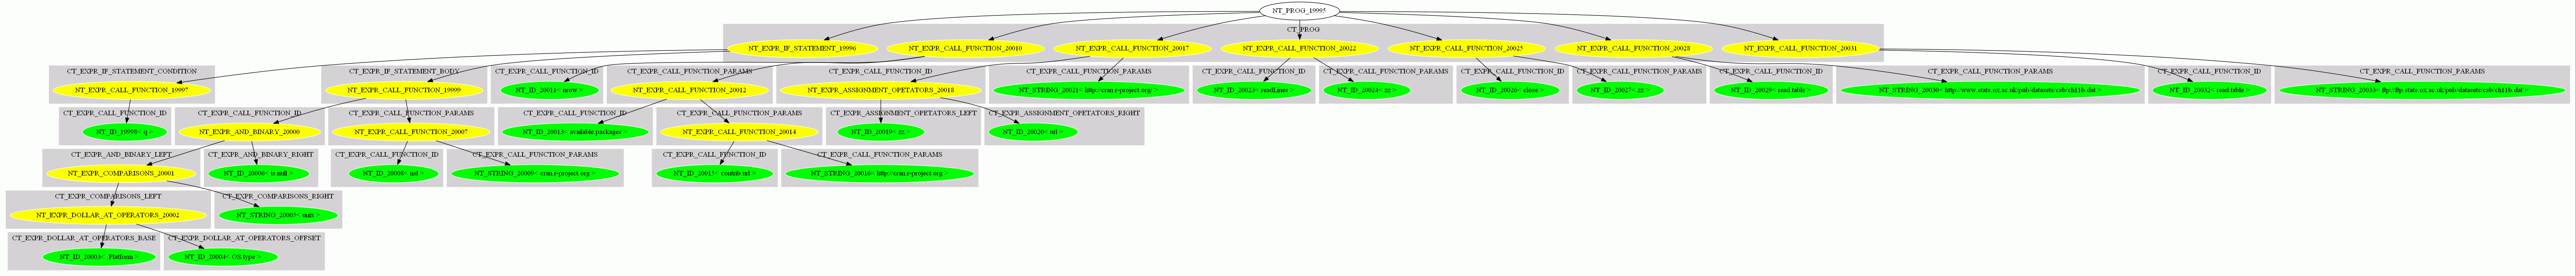 NT_PROG_19995
CT_PROG
NT_EXPR_IF_STATEMENT_19996
NT_EXPR_CALL_FUNCTION_20010
NT_EXPR_CALL_FUNCTION_20017
NT_EXPR_CALL_FUNCTION_20022
NT_EXPR_CALL_FUNCTION_20025
NT_EXPR_CALL_FUNCTION_20028
NT_EXPR_CALL_FUNCTION_20031
CT_EXPR_IF_STATEMENT_CONDITION
CT_EXPR_IF_STATEMENT_BODY
CT_EXPR_CALL_FUNCTION_ID
CT_EXPR_CALL_FUNCTION_PARAMS
CT_EXPR_CALL_FUNCTION_ID
CT_EXPR_CALL_FUNCTION_PARAMS
CT_EXPR_CALL_FUNCTION_ID
CT_EXPR_CALL_FUNCTION_PARAMS
CT_EXPR_CALL_FUNCTION_ID
CT_EXPR_CALL_FUNCTION_PARAMS
CT_EXPR_CALL_FUNCTION_ID
CT_EXPR_CALL_FUNCTION_PARAMS
CT_EXPR_CALL_FUNCTION_ID
CT_EXPR_CALL_FUNCTION_PARAMS
NT_EXPR_CALL_FUNCTION_19997
NT_EXPR_CALL_FUNCTION_19999
NT_ID_20011< nrow >
NT_EXPR_CALL_FUNCTION_20012
NT_EXPR_ASSIGNMENT_OPETATORS_20018
NT_STRING_20021< http://cran.r-project.org/ >
NT_ID_20023< readLines >
NT_ID_20024< zz >
NT_ID_20026< close >
NT_ID_20027< zz >
NT_ID_20029< read.table >
NT_STRING_20030< http://www.stats.ox.ac.uk/pub/datasets/csb/ch11b.dat >
NT_ID_20032< read.table >
NT_STRING_20033< ftp://ftp.stats.ox.ac.uk/pub/datasets/csb/ch11b.dat >
CT_EXPR_CALL_FUNCTION_ID
CT_EXPR_CALL_FUNCTION_ID
CT_EXPR_CALL_FUNCTION_PARAMS
CT_EXPR_CALL_FUNCTION_ID
CT_EXPR_CALL_FUNCTION_PARAMS
CT_EXPR_ASSIGNMENT_OPETATORS_LEFT
CT_EXPR_ASSIGNMENT_OPETATORS_RIGHT
NT_ID_19998< q >
NT_EXPR_AND_BINARY_20000
NT_EXPR_CALL_FUNCTION_20007
NT_ID_20013< available.packages >
NT_EXPR_CALL_FUNCTION_20014
NT_ID_20019< zz >
NT_ID_20020< url >
CT_EXPR_AND_BINARY_LEFT
CT_EXPR_AND_BINARY_RIGHT
CT_EXPR_CALL_FUNCTION_ID
CT_EXPR_CALL_FUNCTION_PARAMS
CT_EXPR_CALL_FUNCTION_ID
CT_EXPR_CALL_FUNCTION_PARAMS
NT_EXPR_COMPARISONS_20001
NT_ID_20006< is.null >
NT_ID_20008< nsl >
NT_STRING_20009< cran.r-project.org >
NT_ID_20015< contrib.url >
NT_STRING_20016< http://cran.r-project.org >
CT_EXPR_COMPARISONS_LEFT
CT_EXPR_COMPARISONS_RIGHT
NT_EXPR_DOLLAR_AT_OPERATORS_20002
NT_STRING_20005< unix >
CT_EXPR_DOLLAR_AT_OPERATORS_BASE
CT_EXPR_DOLLAR_AT_OPERATORS_OFFSET
NT_ID_20003< .Platform >
NT_ID_20004< OS.type >